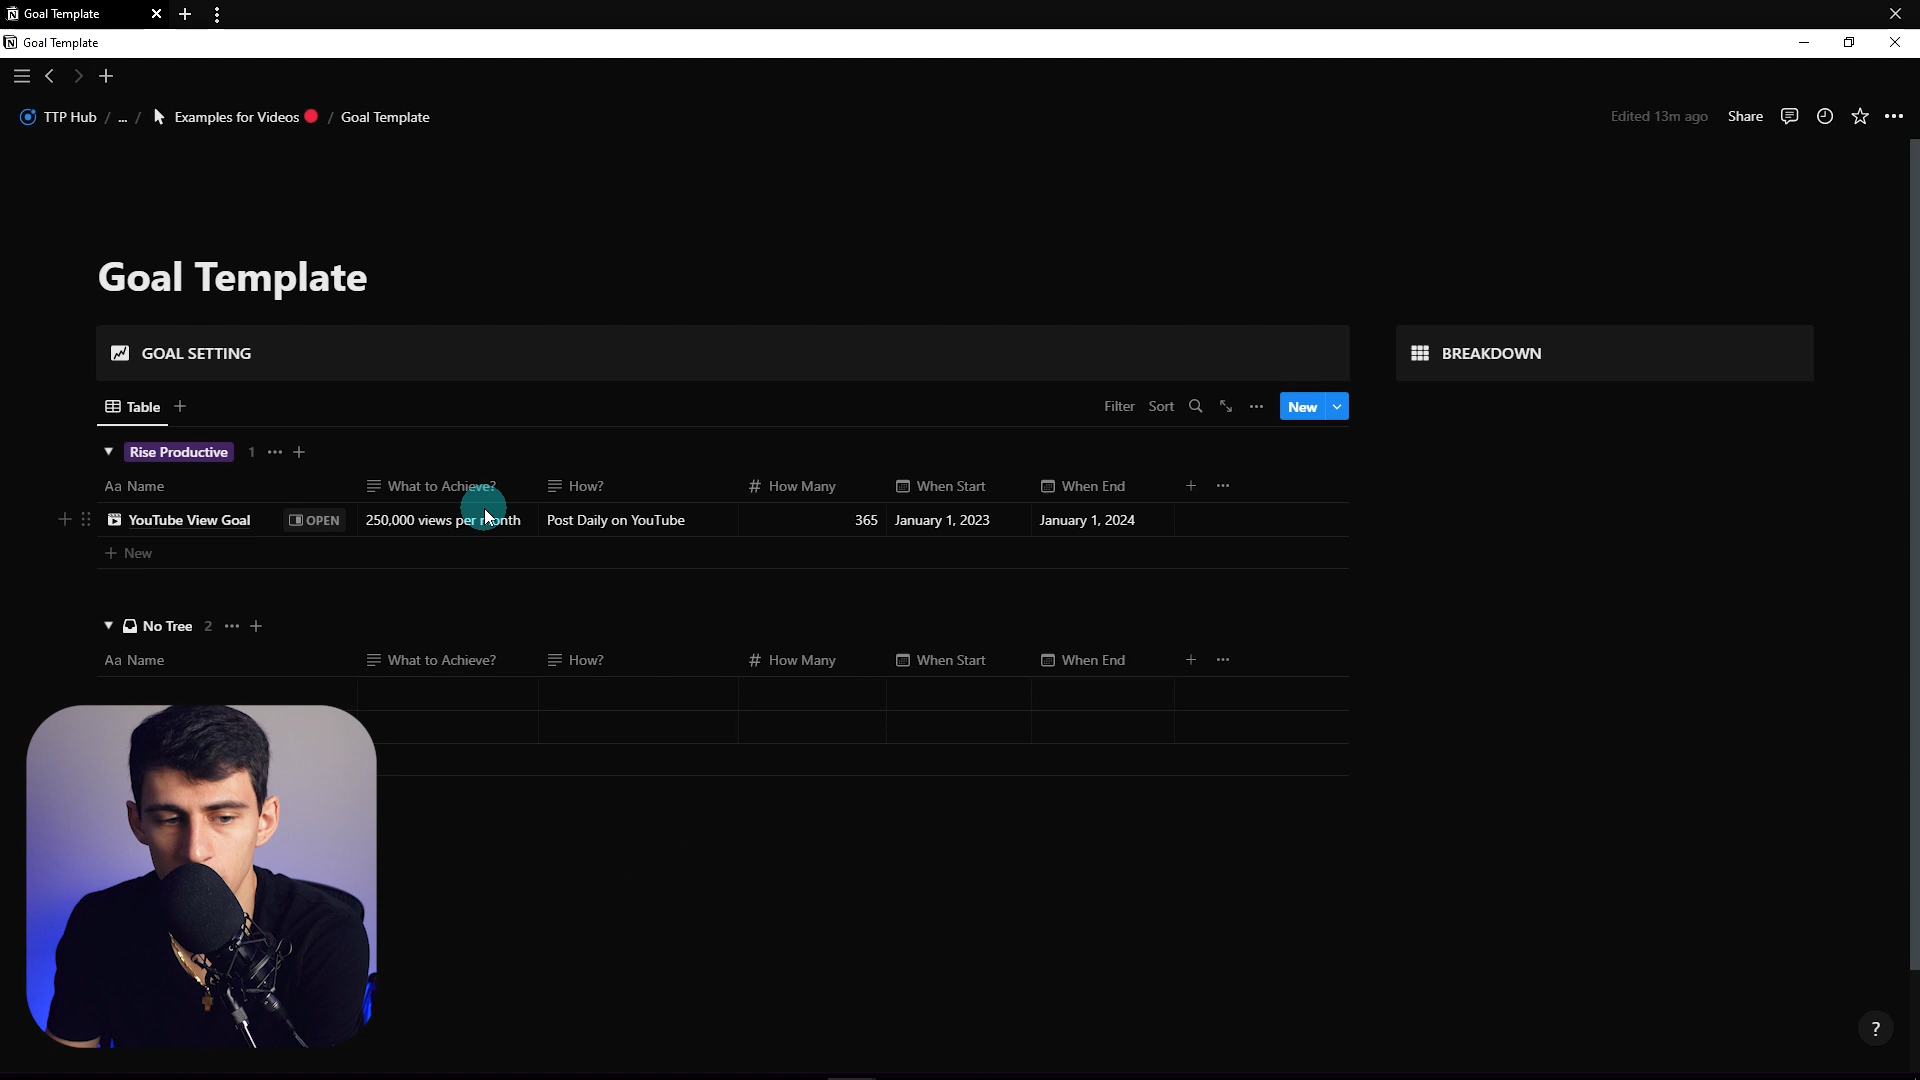 Goal Template
Goal Template
TTP Hub / ... / Examples for Videos / Goal Template
Edited 13m ago Share
Goal Template
GOAL SETTING
BREAKDOWN
Table
Filter Sort New
Rise Productive 1
Aa Name What to Achieve? How? # How Many When Start When End
YouTube View Goal OPEN 250,000 views per month Post Daily on YouTube 365 January 1, 2023 January 1, 2024
+ New
No Tree 2
Aa Name What to Achieve? How? # How Many When Start When End
?